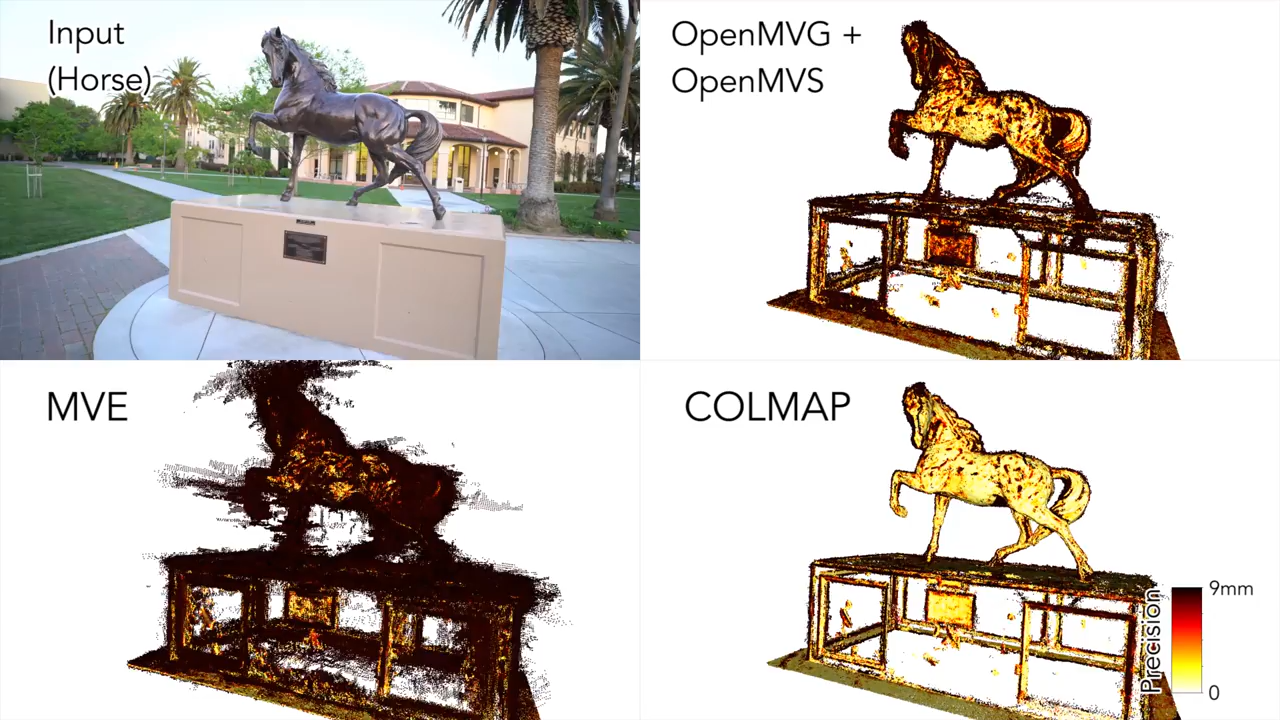 Input
(Horse)
OpenMVG +
OpenMVS
MVE
COLMAP
Precision
9mm
0